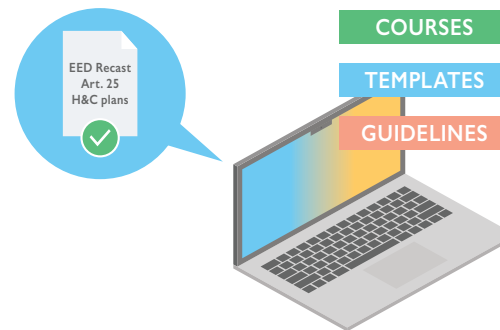 COURSES
EED Recast
Art. 25
H&C plans
TEMPLATES
GUIDELINES